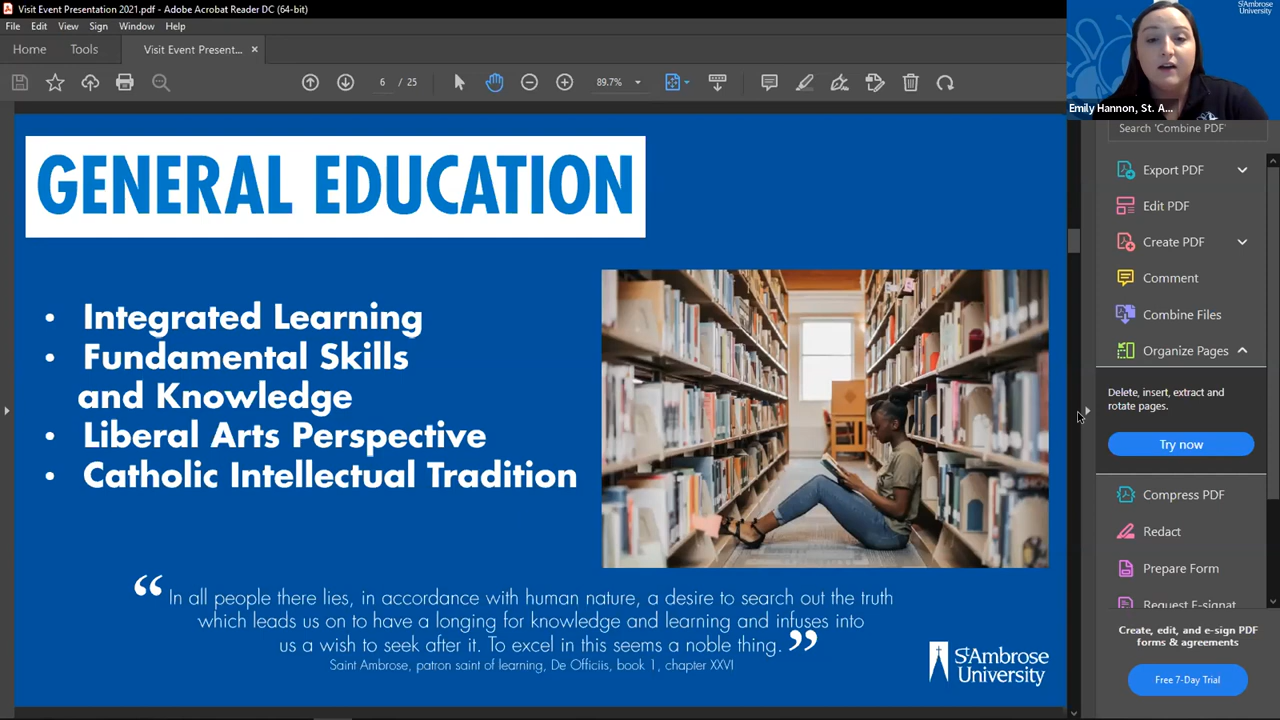 Visit Event Presentation 2021.pdf - Adobe Acrobat Reader DC (64-bit)
File Edit View Sign Window Help
Home Tools Visit Event Present... ×
6 / 25 89.7%
St Ambrose
University
Emily Hannon, St. A...
Search 'Combine PDF'
GENERAL EDUCATION
• Integrated Learning
• Fundamental Skills
and Knowledge
• Liberal Arts Perspective
• Catholic Intellectual Tradition
“In all people there lies, in accordance with human nature, a desire to search out the truth
which leads us on to have a longing for knowledge and learning and infuses into
us a wish to seek after it. To excel in this seems a noble thing.”
Saint Ambrose, patron saint of learning, De Officiis, book 1, chapter XXVI
St Ambrose
University
Export PDF
Edit PDF
Create PDF
Comment
Combine Files
Organize Pages
Delete, insert, extract and
rotate pages.
Try now
Compress PDF
Redact
Prepare Form
Request E-signat
Create, edit, and e-sign PDF
forms & agreements
Free 7-Day Trial